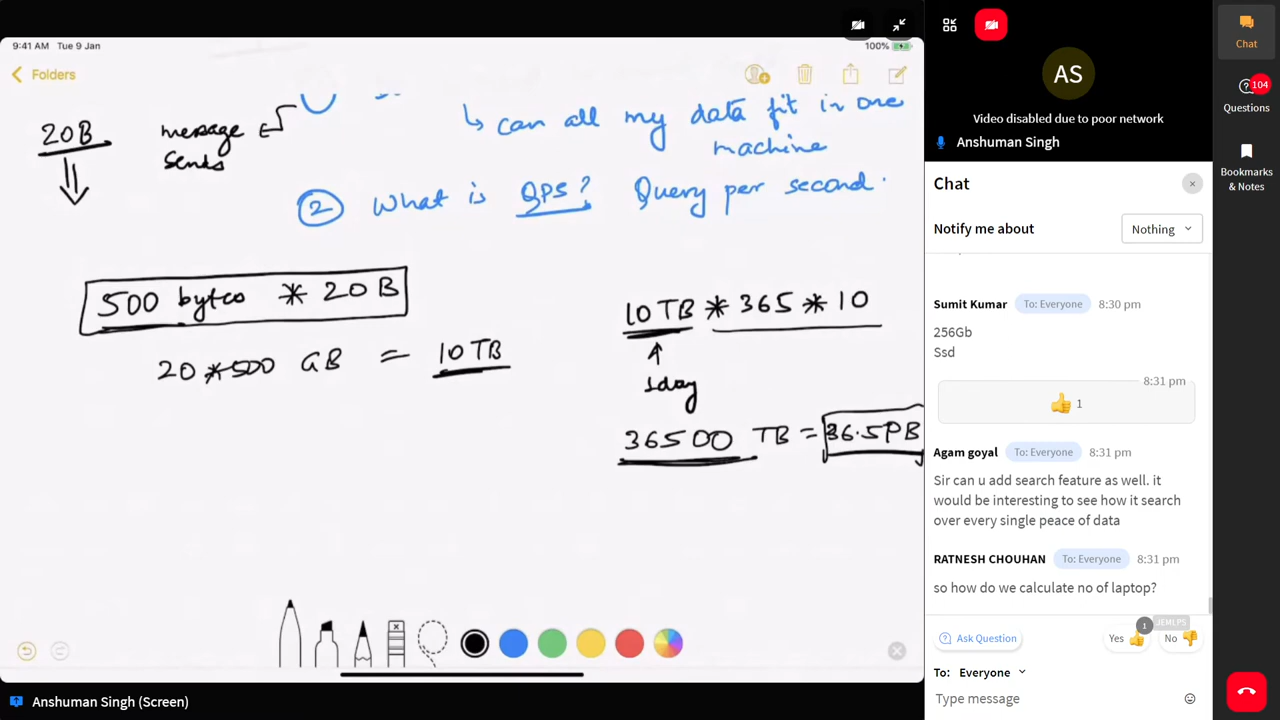 9:41 AM Tue 9 Jan
100%
Folders
20B
message
sends
↳ can all my data fit in one
machine
② What is QPS? Query per second.
500 bytes * 20B
20*500 GB = 10TB
10TB * 365 * 10
1day
36500 TB = 36.5PB
Anshuman Singh (Screen)
AS
Video disabled due to poor network
Anshuman Singh
Chat
104
Questions
Bookmarks
& Notes
Chat
Notify me about
Nothing
Sumit Kumar To: Everyone 8:30 pm
256Gb
Ssd
8:31 pm
👍 1
Agam goyal To: Everyone 8:31 pm
Sir can u add search feature as well. it
would be interesting to see how it search
over every single peace of data
RATNESH CHOUHAN To: Everyone 8:31 pm
so how do we calculate no of laptop?
1
JEMLPS
Ask Question
Yes 👍 No 👎
To: Everyone
Type message